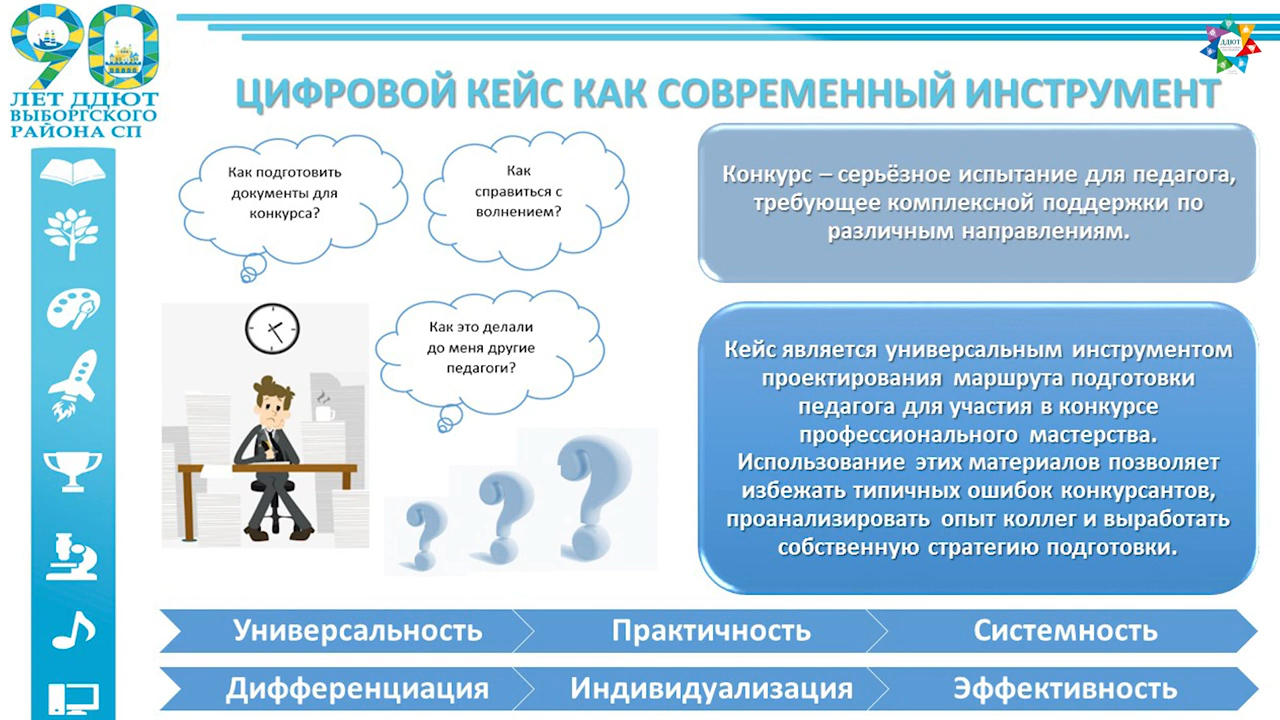 90
ЛЕТ ДДЮТ
ВЫБОРГСКОГО
РАЙОНА СП
ДДЮТ
ЦИФРОВОЙ КЕЙС КАК СОВРЕМЕННЫЙ ИНСТРУМЕНТ
Как подготовить
документы для
конкурса?
Как
справиться с
волнением?
Как это делали
до меня другие
педагоги?
Конкурс – серьёзное испытание для педагога,
требующее комплексной поддержки по
различным направлениям.
Кейс является универсальным инструментом
проектирования маршрута подготовки
педагога для участия в конкурсе
профессионального мастерства.
Использование этих материалов позволяет
избежать типичных ошибок конкурсантов,
проанализировать опыт коллег и выработать
собственную стратегию подготовки.
Универсальность
Практичность
Системность
Дифференциация
Индивидуализация
Эффективность